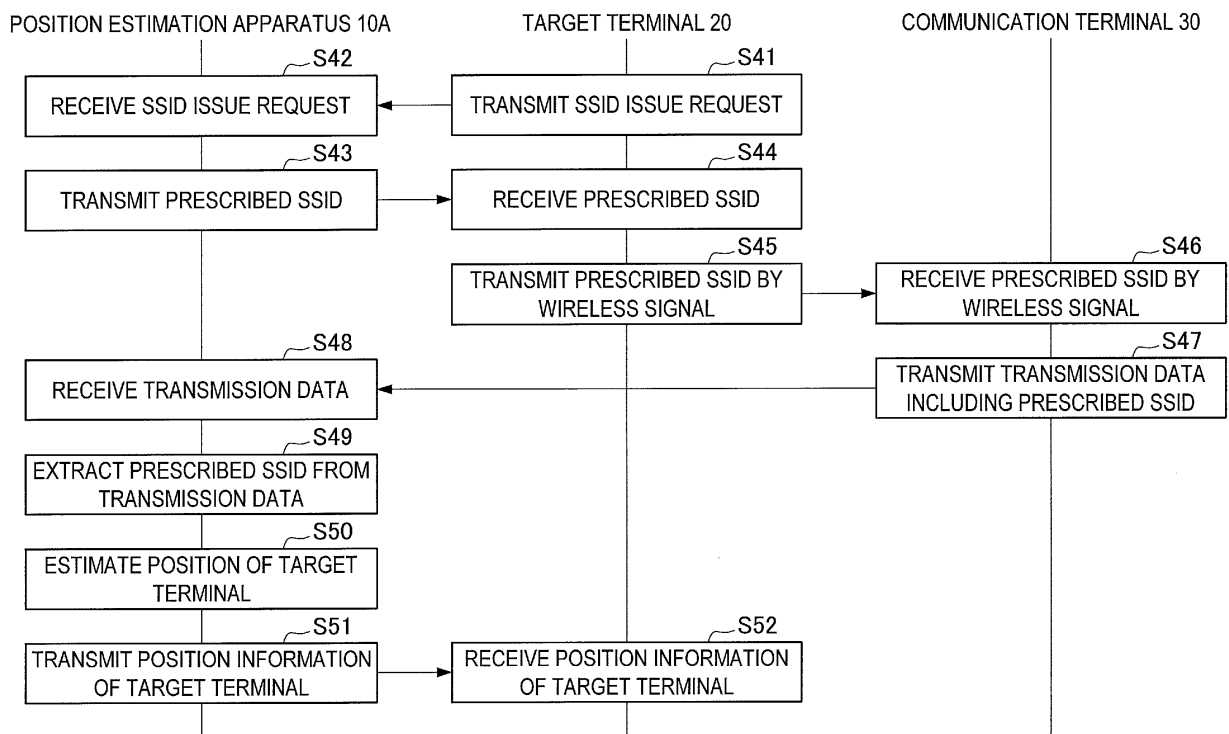 POSITION ESTIMATION APPARATUS 10A
TARGET TERMINAL 20
COMMUNICATION TERMINAL 30
S42
RECEIVE SSID ISSUE REQUEST
S41
TRANSMIT SSID ISSUE REQUEST
S43
TRANSMIT PRESCRIBED SSID
S44
RECEIVE PRESCRIBED SSID
S45
TRANSMIT PRESCRIBED SSID BY
WIRELESS SIGNAL
S46
RECEIVE PRESCRIBED SSID BY
WIRELESS SIGNAL
S48
RECEIVE TRANSMISSION DATA
S47
TRANSMIT TRANSMISSION DATA
INCLUDING PRESCRIBED SSID
S49
EXTRACT PRESCRIBED SSID FROM
TRANSMISSION DATA
S50
ESTIMATE POSITION OF TARGET
TERMINAL
S51
TRANSMIT POSITION INFORMATION
OF TARGET TERMINAL
S52
RECEIVE POSITION INFORMATION
OF TARGET TERMINAL